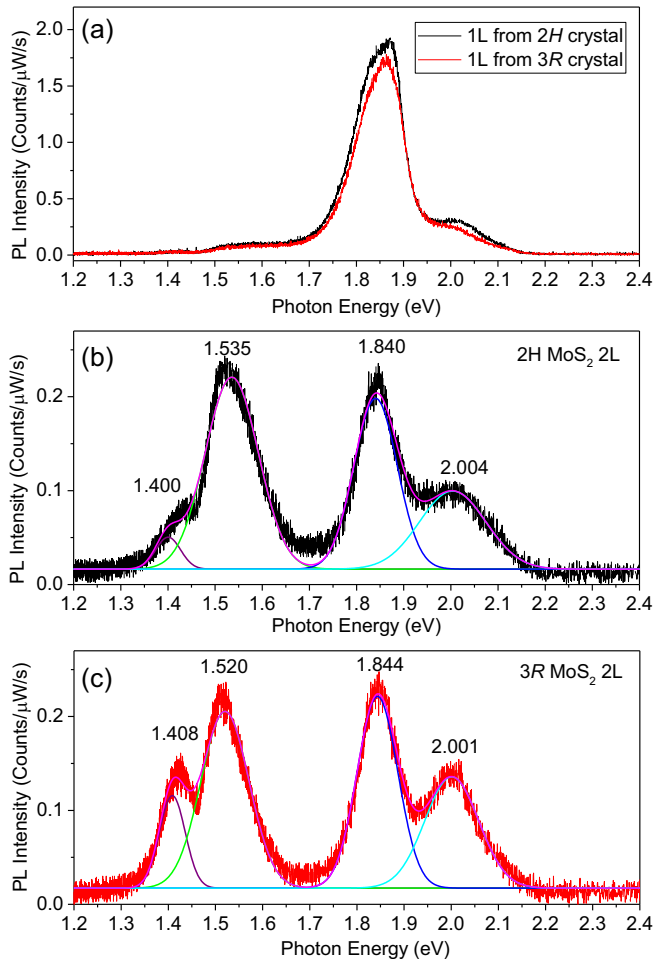 (a)
1L from 2H crystal
1L from 3R crystal
PL Intensity (Counts/μW/s)
2.0
1.5
1.0
0.5
0.0
1.2 1.3 1.4 1.5 1.6 1.7 1.8 1.9 2.0 2.1 2.2 2.3 2.4
Photon Energy (eV)
(b)
1.535
1.840
2H MoS₂ 2L
1.400
2.004
PL Intensity (Counts/μW/s)
0.2
0.1
0.0
1.2 1.3 1.4 1.5 1.6 1.7 1.8 1.9 2.0 2.1 2.2 2.3 2.4
Photon Energy (eV)
(c)
1.520
1.844
3R MoS₂ 2L
1.408
2.001
PL Intensity (Counts/μW/s)
0.2
0.1
0.0
1.2 1.3 1.4 1.5 1.6 1.7 1.8 1.9 2.0 2.1 2.2 2.3 2.4
Photon Energy (eV)